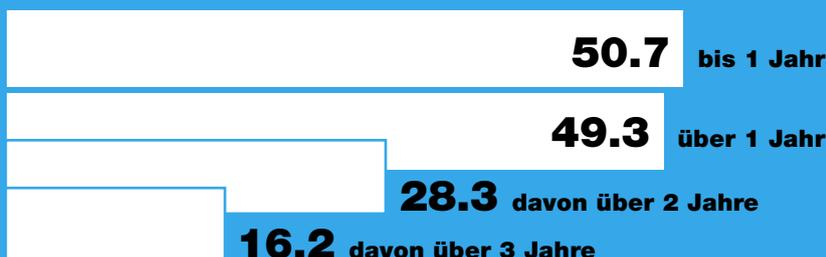 50.7 bis 1 Jahr
49.3 über 1 Jahr
28.3 davon über 2 Jahre
16.2 davon über 3 Jahre